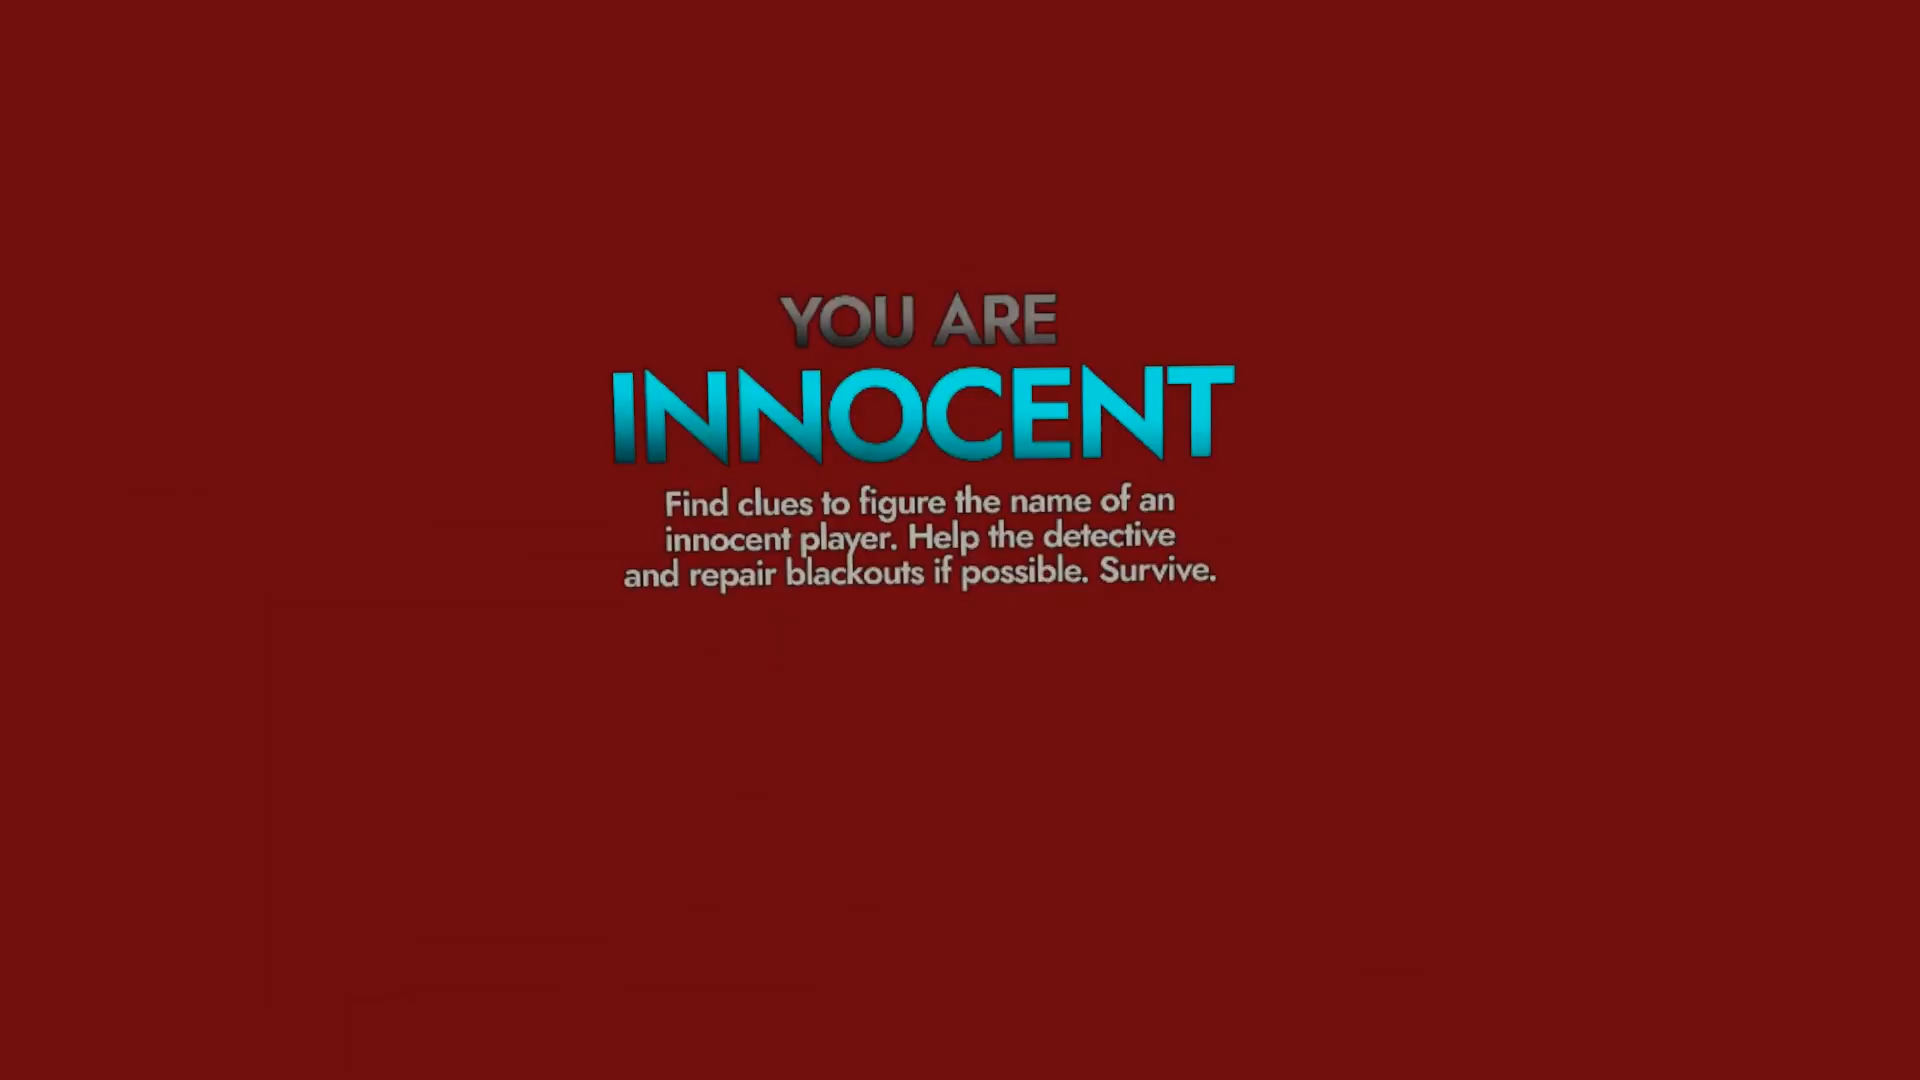 YOU ARE
INNOCENT
Find clues to figure the name of an
innocent player. Help the detective
and repair blackouts if possible. Survive.